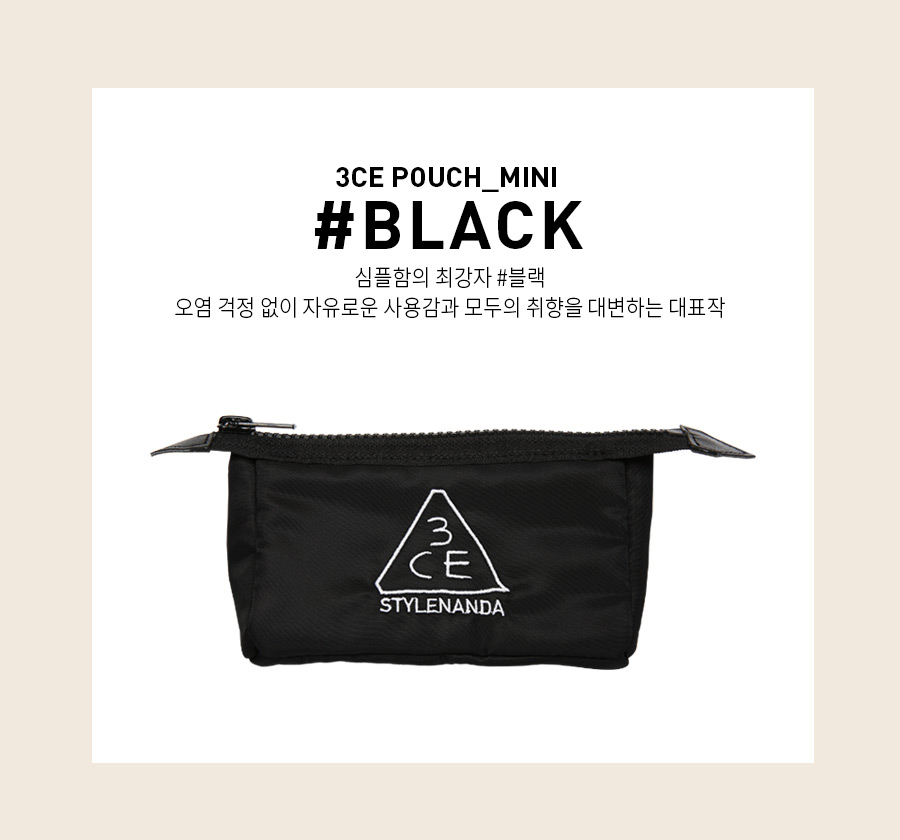 3CE POUCH_MINI
#BLACK
심플함의 최강자 #블랙
오염 걱정 없이 자유로운 사용감과 모두의 취향을 대변하는 대표작
3
CE
STYLENANDA